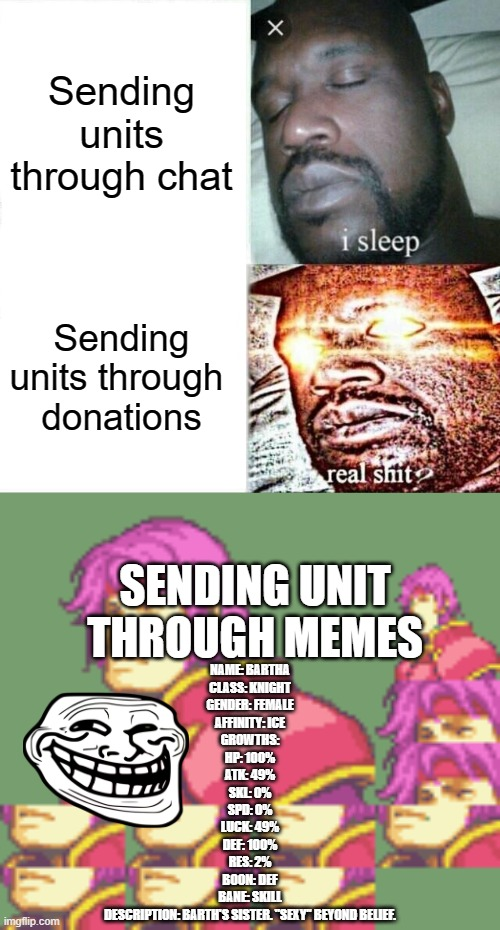 Sending
units
through chat
i sleep
Sending
units through
donations
real shit?
SENDING UNIT
THROUGH MEMES
NAME: BARTHA
CLASS: KNIGHT
GENDER: FEMALE
AFFINITY: ICE
GROWTHS:
HP: 100%
ATK: 49%
SKL: 0%
SPD: 0%
LUCK: 49%
DEF: 100%
RES: 2%
BOON: DEF
BANE: SKILL
DESCRIPTION: BARTH'S SISTER. "SEXY" BEYOND BELIEF.
imgflip.com